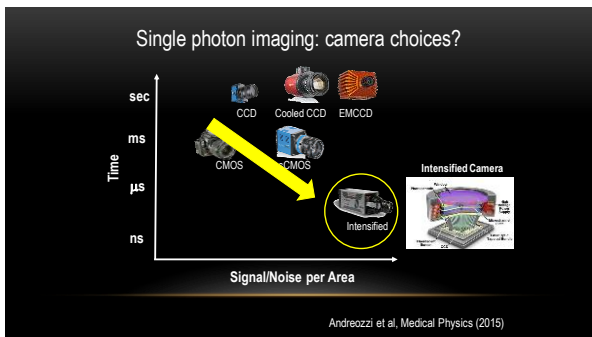 Single photon imaging: camera choices?
sec
CCD
Cooled CCD
EMCCD
ms
CMOS
sCMOS
Time
Intensified Camera
µs
Intensified
ns
Signal/Noise per Area
Andreozzi et al, Medical Physics (2015)